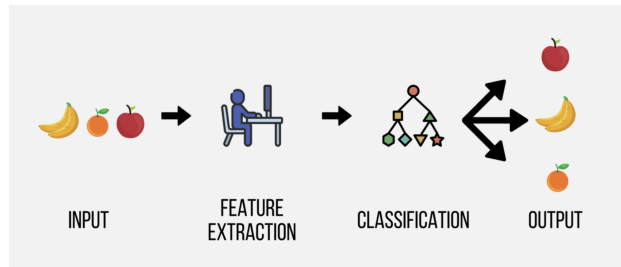 INPUT
FEATURE
EXTRACTION
CLASSIFICATION
OUTPUT